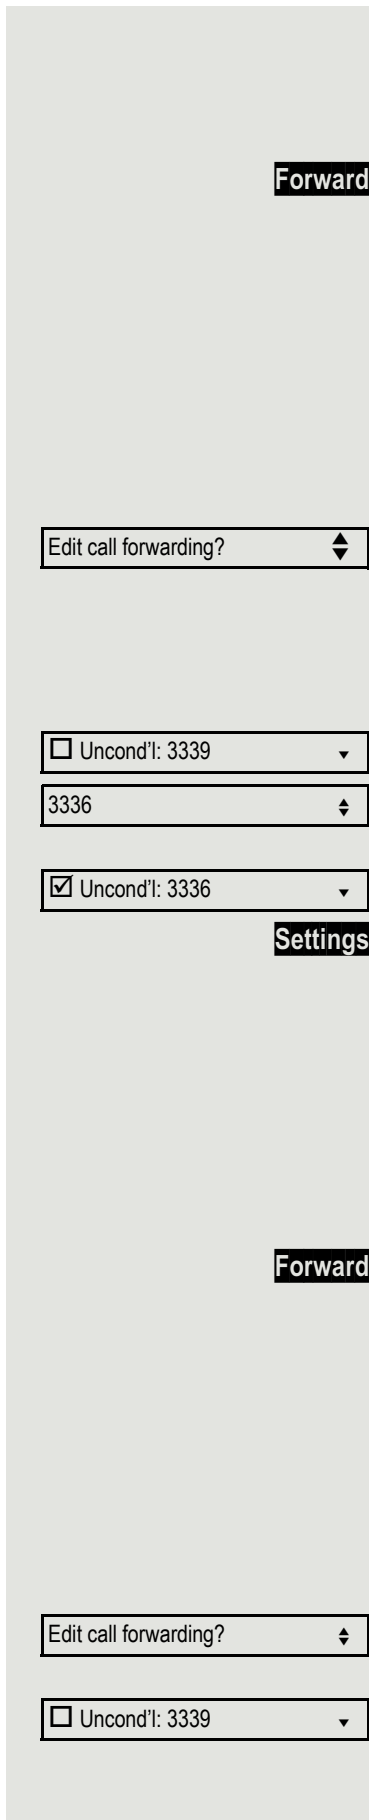 Forward
Edit call forwarding?
Uncond'l: 3339
3336
Uncond'l: 3336
Settings
Forward
Edit call forwarding?
Uncond'l: 3339